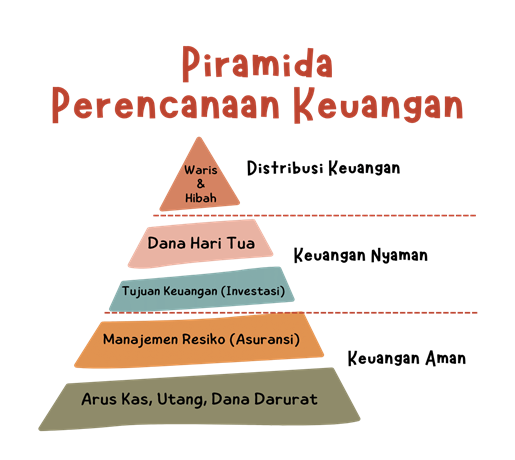 Piramida
Perencanaan Keuangan
Waris
&
Hibah
Distribusi Keuangan
Dana Hari Tua
Keuangan Nyaman
Tujuan Keuangan (Investasi)
Manajemen Resiko (Asuransi)
Keuangan Aman
Arus Kas, Utang, Dana Darurat